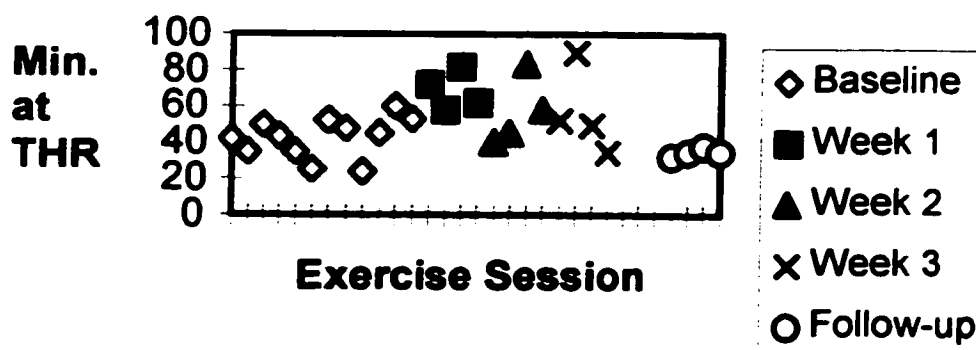 Min.
at
THR
100
80
60
40
20
0
Exercise Session
Baseline
Week 1
Week 2
Week 3
Follow-up